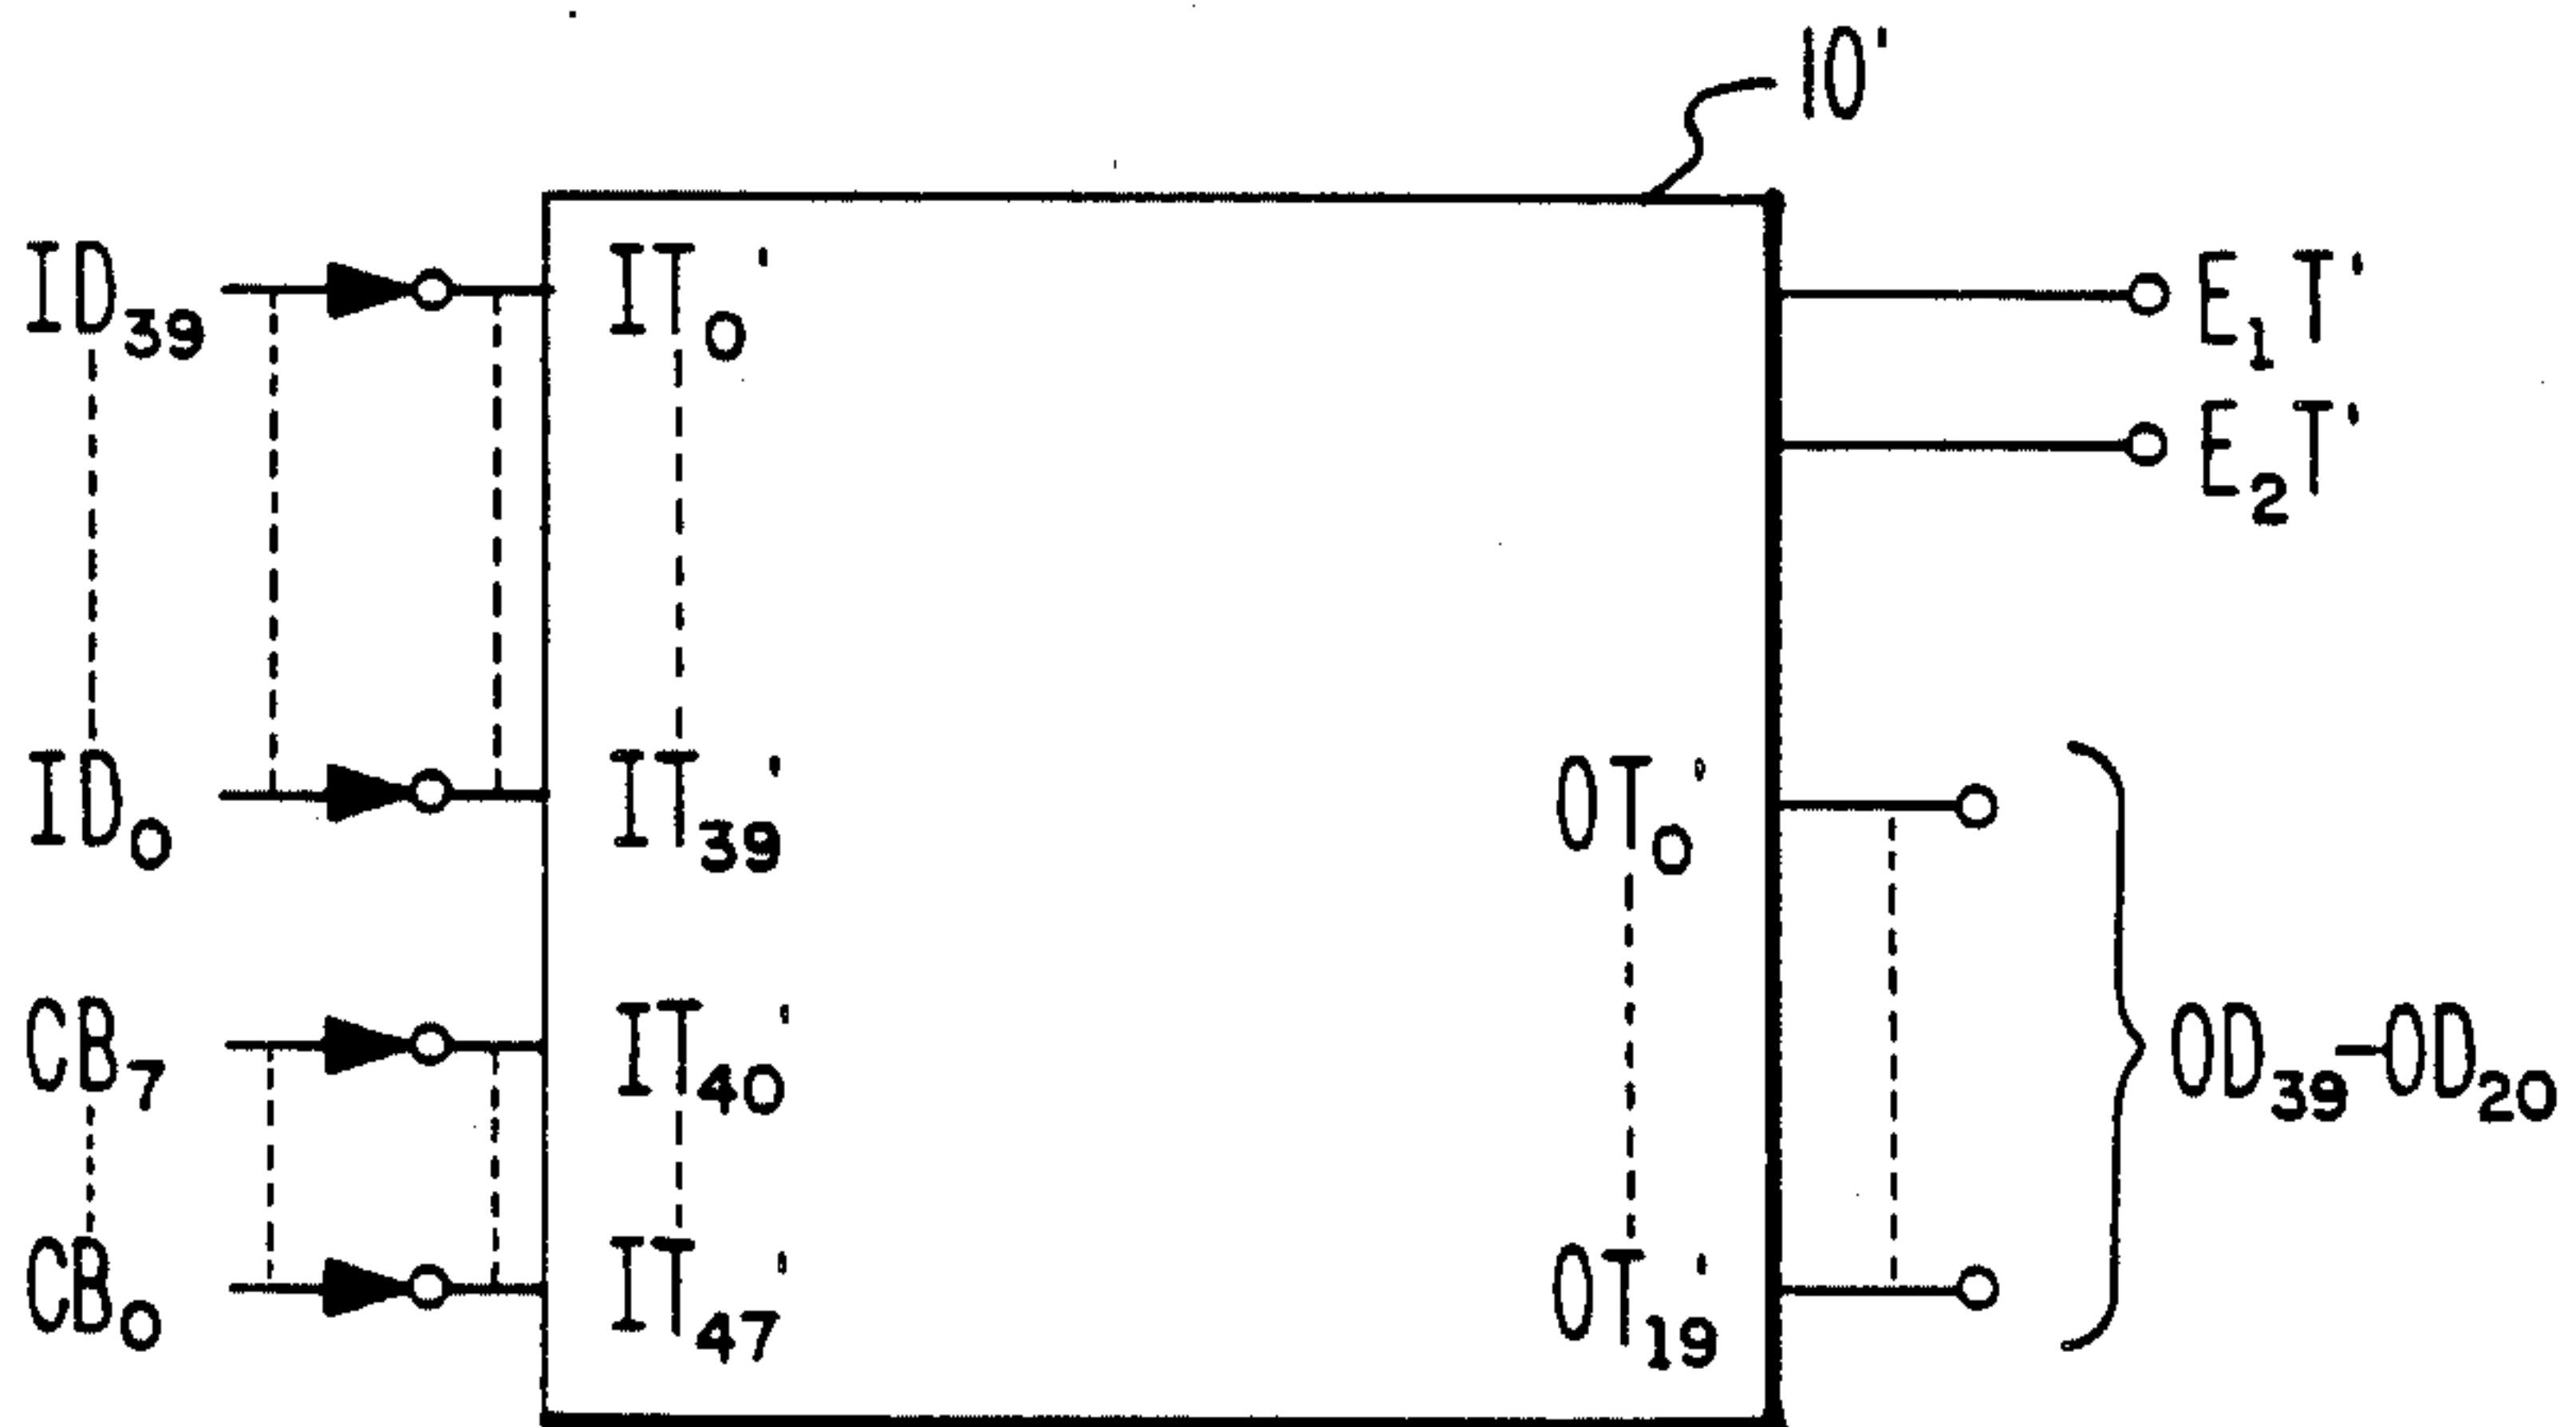 10'
ID39 IT0' E1T'
E2T'
ID0 IT39' OT0'
CB7 IT40' OD39–OD20
CB0 IT47' OT19'